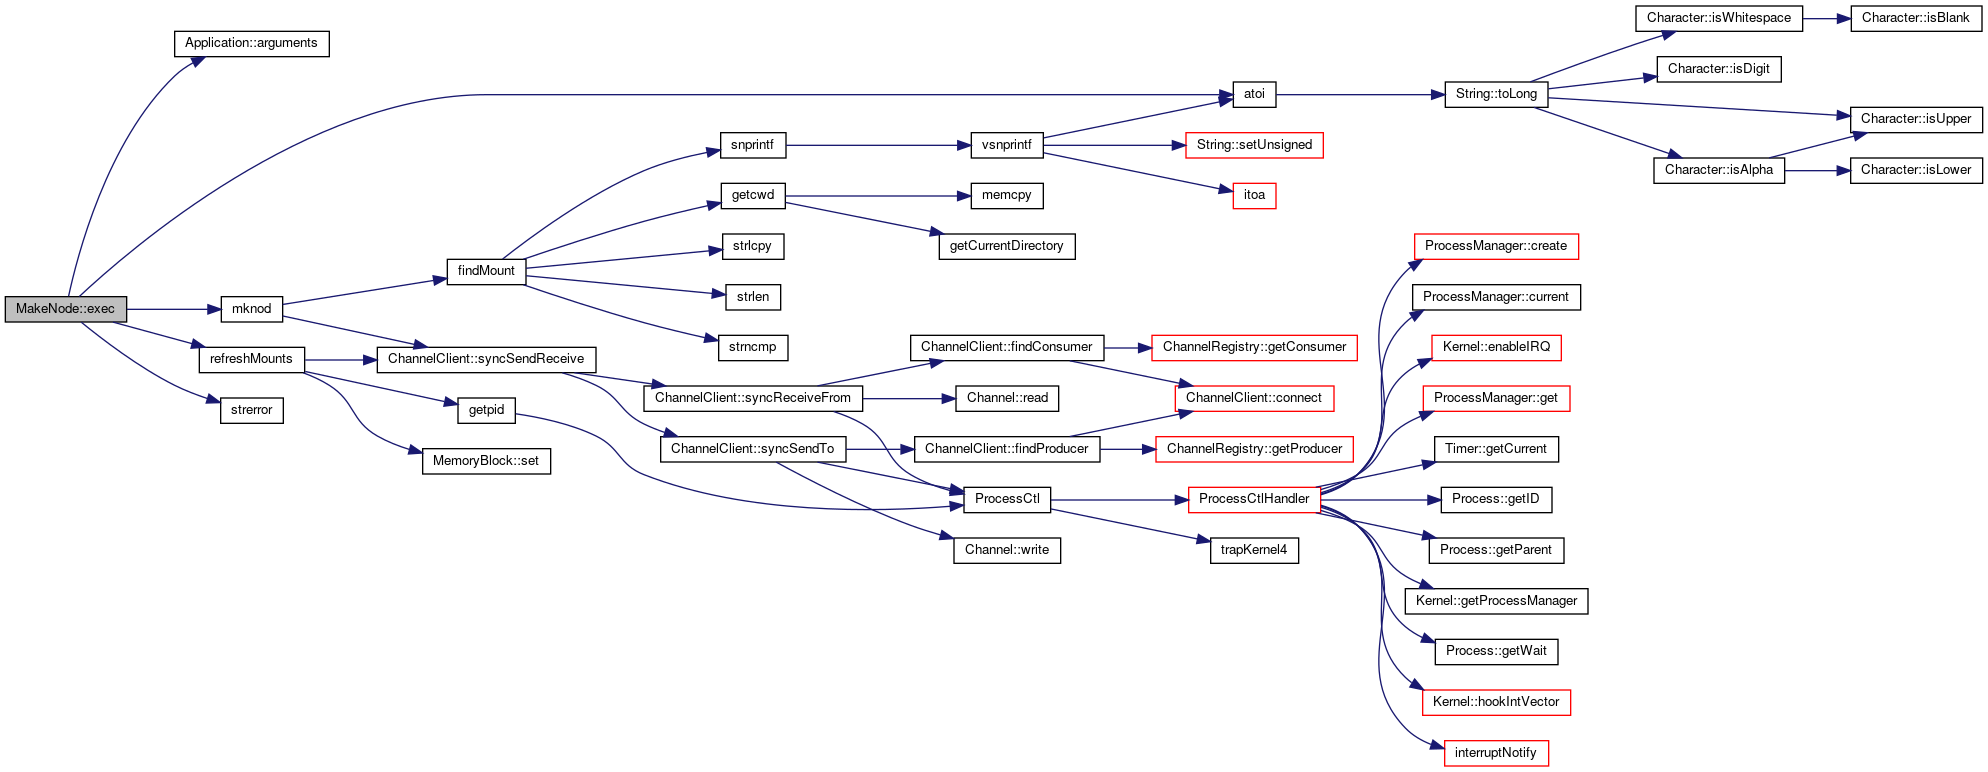 MakeNode::exec
Application::arguments
mknod
refreshMounts
strerror
findMount
ChannelClient::syncSendReceive
getpid
MemoryBlock::set
snprintf
getcwd
strlcpy
strlen
strncmp
ChannelClient::syncReceiveFrom
ChannelClient::syncSendTo
vsnprintf
memcpy
getCurrentDirectory
ChannelClient::findConsumer
Channel::read
ChannelClient::findProducer
ProcessCtl
Channel::write
atoi
String::setUnsigned
itoa
ChannelRegistry::getConsumer
ChannelClient::connect
ChannelRegistry::getProducer
ProcessCtlHandler
trapKernel4
String::toLong
ProcessManager::create
ProcessManager::current
Kernel::enableIRQ
ProcessManager::get
Timer::getCurrent
Process::getID
Process::getParent
Kernel::getProcessManager
Process::getWait
Kernel::hookIntVector
interruptNotify
Character::isWhitespace
Character::isDigit
Character::isAlpha
Character::isBlank
Character::isUpper
Character::isLower